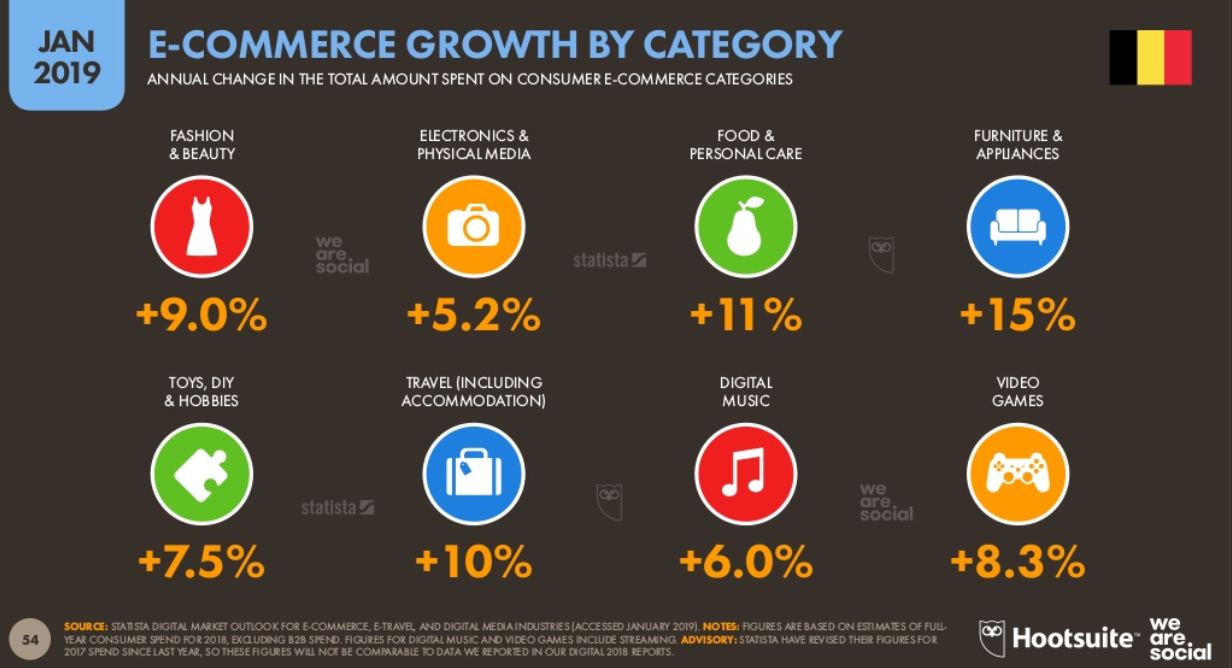 JAN
2019
E-COMMERCE GROWTH BY CATEGORY
ANNUAL CHANGE IN THE TOTAL AMOUNT SPENT ON CONSUMER E-COMMERCE CATEGORIES
FASHION
& BEAUTY
ELECTRONICS &
PHYSICAL MEDIA
FOOD &
PERSONAL CARE
FURNITURE &
APPLIANCES
we
are
social
statista
+9.0%
+5.2%
+11%
+15%
TOYS, DIY
& HOBBIES
TRAVEL (INCLUDING
ACCOMMODATION)
DIGITAL
MUSIC
VIDEO
GAMES
statista
we
are
social
+7.5%
+10%
+6.0%
+8.3%
54
SOURCE: STATISTA DIGITAL MARKET OUTLOOK FOR E-COMMERCE, E-TRAVEL, AND DIGITAL MEDIA INDUSTRIES (ACCESSED JANUARY 2019). NOTES: FIGURES ARE BASED ON ESTIMATES OF FULL-
YEAR CONSUMER SPEND FOR 2018, EXCLUDING B2B SPEND. FIGURES FOR DIGITAL MUSIC AND VIDEO GAMES INCLUDE STREAMING. ADVISORY: STATISTA HAVE REVISED THEIR FIGURES FOR
2017 SPEND SINCE LAST YEAR, SO THESE FIGURES WILL NOT BE COMPARABLE TO DATA WE REPORTED IN OUR DIGITAL 2018 REPORTS.
Hootsuite™
we
are
social